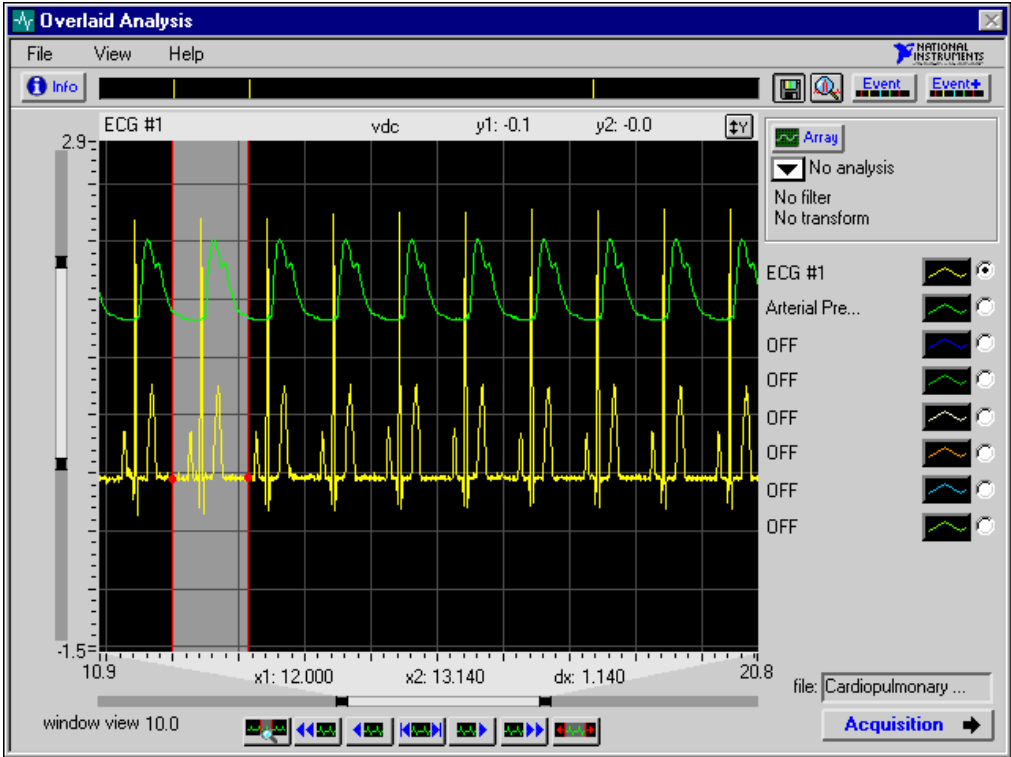 Overlaid Analysis
File View Help
NATIONAL INSTRUMENTS
Info
Event Event+
ECG #1 vdc y1: -0.1 y2: -0.0 Y
2.9
-1.5
10.9
20.8
x1: 12.000 x2: 13.140 dx: 1.140
window view 10.0
Array
No analysis
No filter
No transform
ECG #1
Arterial Pre...
OFF
OFF
OFF
OFF
OFF
OFF
file: Cardiopulmonary ...
Acquisition